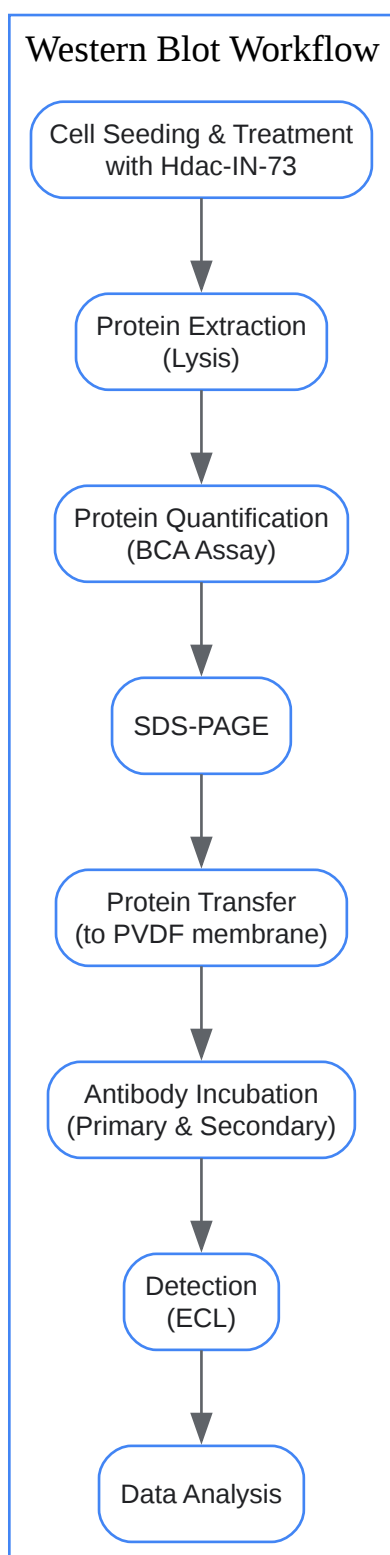 Western Blot Workflow
Cell Seeding & Treatment
with Hdac-IN-73
Protein Extraction
(Lysis)
Protein Quantification
(BCA Assay)
SDS-PAGE
Protein Transfer
(to PVDF membrane)
Antibody Incubation
(Primary & Secondary)
Detection
(ECL)
Data Analysis